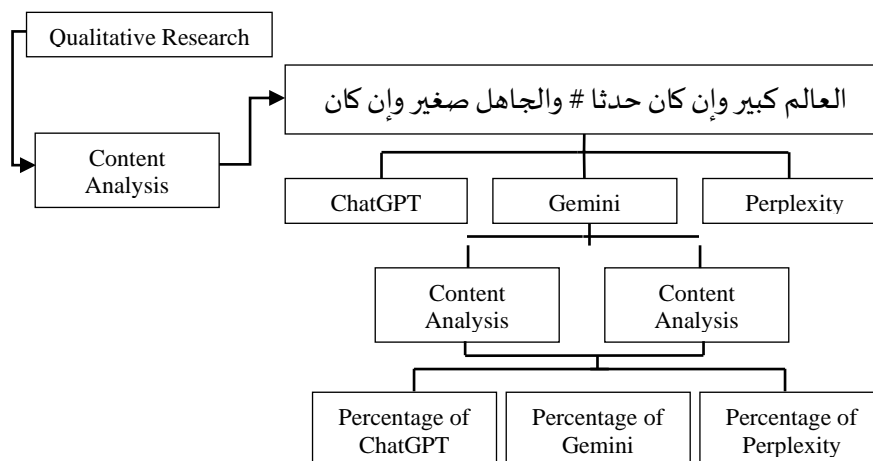 Qualitative Research
العالم كبير وإن كان حدثا # والجاهل صغير وإن كان
Content
Analysis
ChatGPT
Gemini
Perplexity
Content
Analysis
Content
Analysis
Percentage of
ChatGPT
Percentage of
Gemini
Percentage of
Perplexity